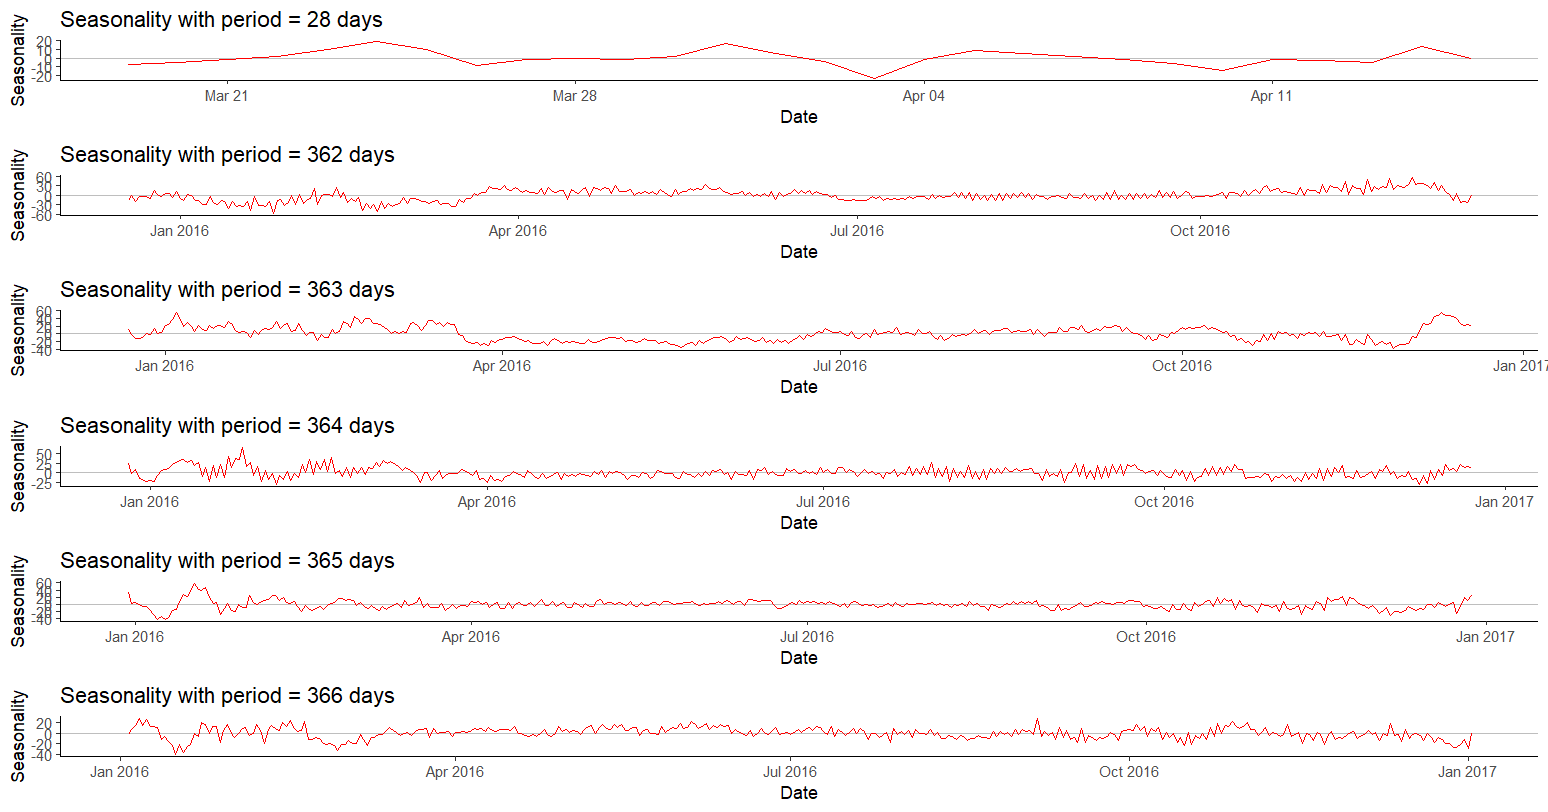 Seasonality with period = 28 days
Seasonality
20
10
0
-10
-20
Mar 21 Mar 28 Apr 04 Apr 11
Date
Seasonality with period = 362 days
Seasonality
60
30
0
-30
-60
Jan 2016 Apr 2016 Jul 2016 Oct 2016
Date
Seasonality with period = 363 days
Seasonality
60
40
20
0
-20
-40
Jan 2016 Apr 2016 Jul 2016 Oct 2016 Jan 2017
Date
Seasonality with period = 364 days
Seasonality
50
25
0
-25
Jan 2016 Apr 2016 Jul 2016 Oct 2016 Jan 2017
Date
Seasonality with period = 365 days
Seasonality
60
40
20
0
-20
-40
Jan 2016 Apr 2016 Jul 2016 Oct 2016 Jan 2017
Date
Seasonality with period = 366 days
Seasonality
20
0
-20
-40
Jan 2016 Apr 2016 Jul 2016 Oct 2016 Jan 2017
Date